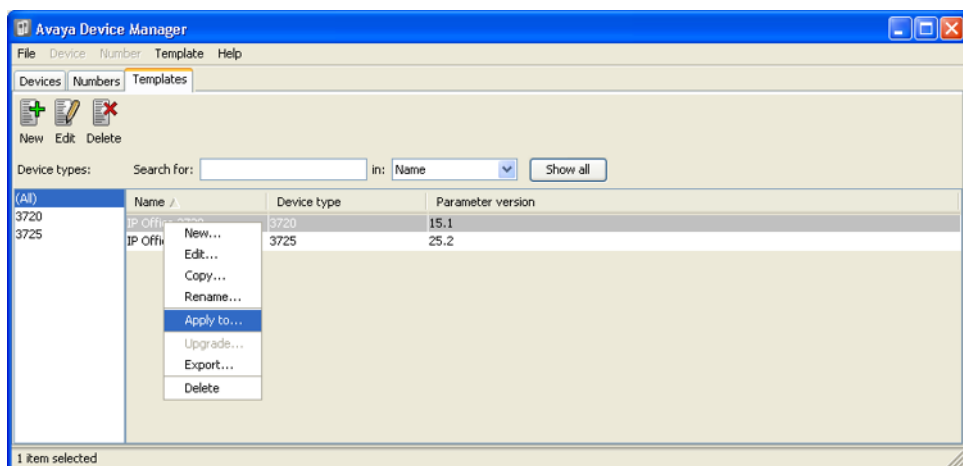 Avaya Device Manager
File Device Number Template Help
Devices Numbers Templates
New Edit Delete
Device types: Search for: in: Name Show all
(All)
3720
3725
Name Device type Parameter version
IP Office 3720 3720 15.1
IP Offi 3725 25.2
New...
Edit...
Copy...
Rename...
Apply to...
Upgrade...
Export...
Delete
1 item selected